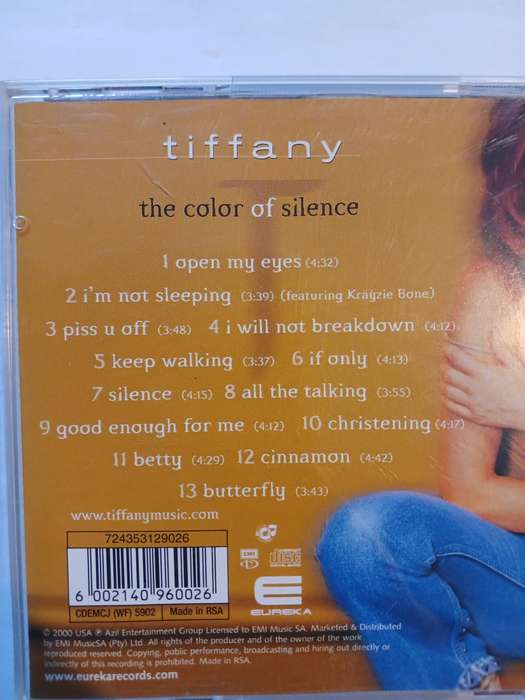 tiffany
the color of silence
1 open my eyes (4:32)
2 i'm not sleeping (3:39) (featuring Krayzie Bone)
3 piss u off (3:48) 4 i will not breakdown (4:12)
5 keep walking (3:37) 6 if only (4:13)
7 silence (4:15) 8 all the talking (3:55)
9 good enough for me (4:12) 10 christening (4:17)
11 betty (4:29) 12 cinnamon (4:42)
13 butterfly (3:43)
www.tiffanymusic.com
724353129026
6 002140 960026
CDEMCJ (WF) 5902 Made in RSA
EMI
disc
DIGITAL AUDIO
EUREKA
© 2000 USA ℗ Azil Entertainment Group Licensed to EMI Music SA. Marketed & Distributed
by EMI MusicSA (Pty) Ltd. All rights of the producer and of the owner of the work
reproduced reserved. Copying, public performance, broadcasting and hiring out directly or
indirectly of this recording is prohibited. Made in RSA.
www.eurekarecords.com